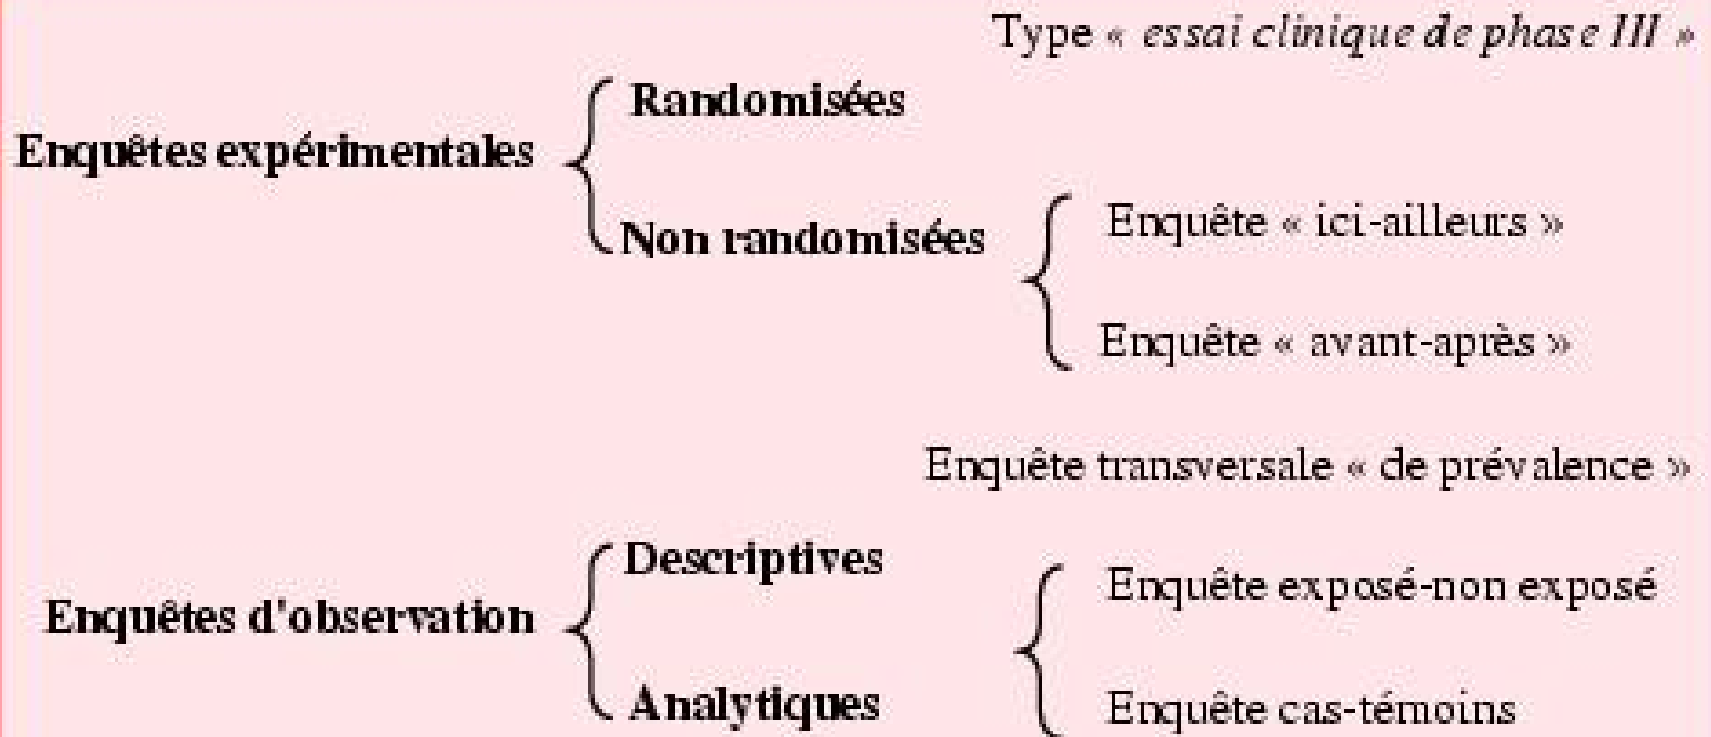 Type « essai clinique de phase III »
Randomisées
Enquêtes expérimentales
Non randomisées
Enquête « ici-ailleurs »
Enquête « avant-après »
Enquête transversale « de prévalence »
Descriptives
Enquêtes d'observation
Enquête exposé-non exposé
Analytiques
Enquête cas-témoins